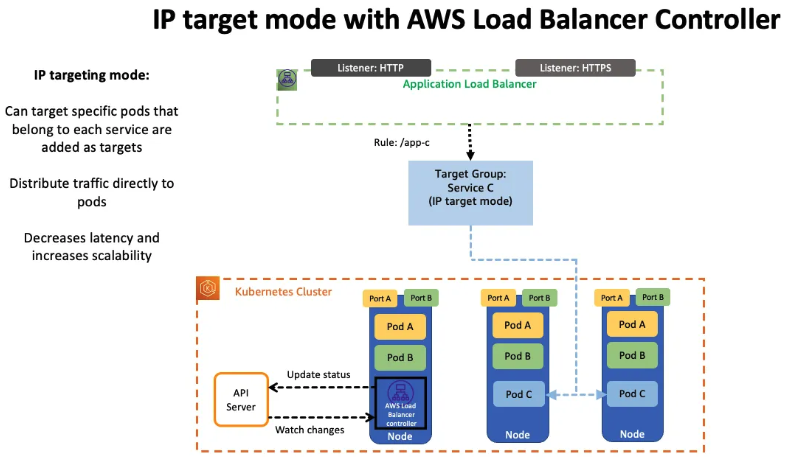 IP target mode with AWS Load Balancer Controller
IP targeting mode:
Can target specific pods that
belong to each service are
added as targets
Distribute traffic directly to
pods
Decreases latency and
increases scalability
Listener: HTTP
Listener: HTTPS
Application Load Balancer
Rule: /app-c
Target Group:
Service C
(IP target mode)
Kubernetes Cluster
Port A
Port B
Pod A
Pod B
AWS Load
Balancer
controller
Node
Port A
Port B
Pod A
Pod B
Pod C
Node
Port A
Port B
Pod A
Pod B
Pod C
Node
API
Server
Update status
Watch changes